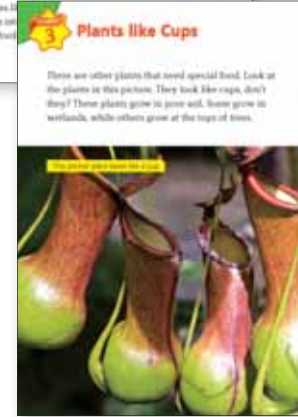 3
Plants like Cups
There are other plants that need special food. Look at
the plants in this picture. They look like cups, don't
they? These plants grow in poor soil. Some grow in
wetlands, while others grow at the tops of trees.
This pitcher plant looks like a cup.